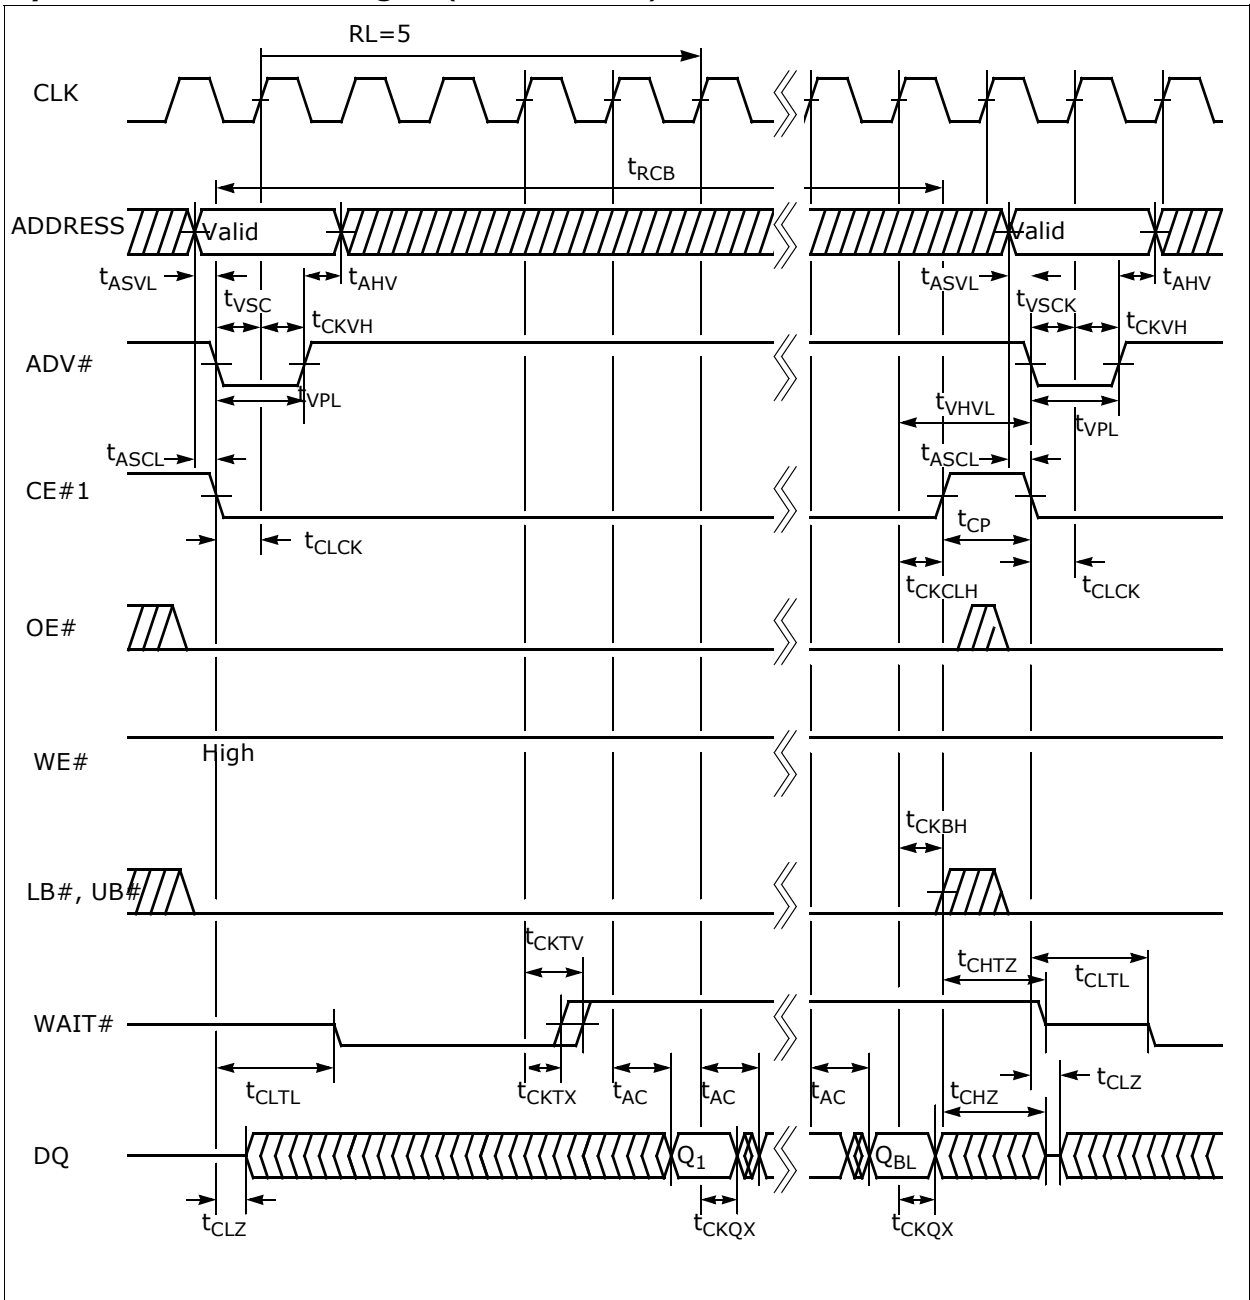 RL=5
CLK
tRCB
ADDRESS
Valid
Valid
tASVL
tVSC
tCKVH
tAHV
tASVL
tVSCK
tCKVH
tAHV
ADV#
tVPL
tVHVL
tVPL
tASCL
tASCL
CE#1
tCP
tCLCK
tCKCLH
tCLCK
OE#
WE#
High
tCKBH
LB#, UB#
tCKTV
tCHTZ
tCLTL
WAIT#
tCLTL
tCKTX
tAC
tAC
tAC
tCHZ
tCLZ
DQ
Q1
QBL
tCLZ
tCKQX
tCKQX